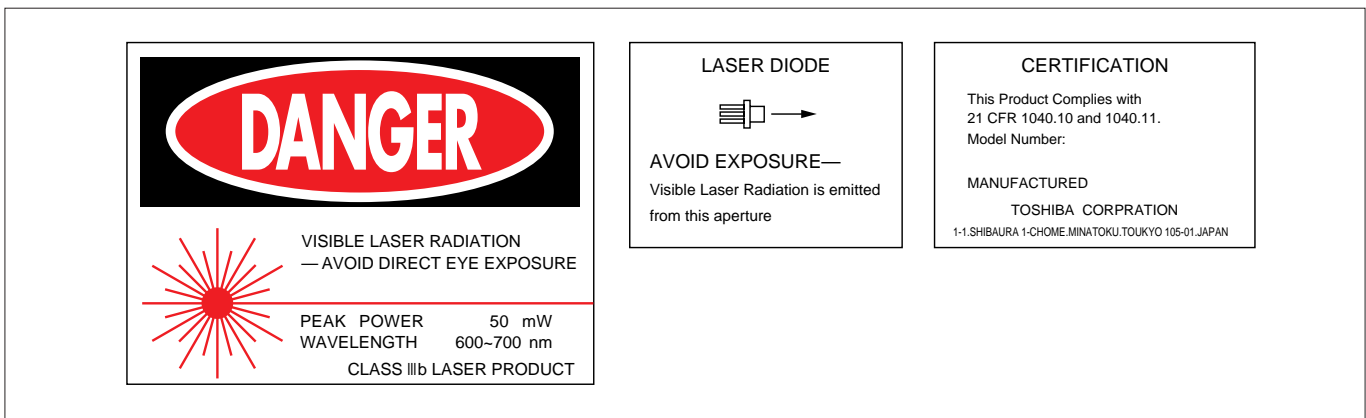 DANGER
VISIBLE LASER RADIATION
— AVOID DIRECT EYE EXPOSURE
PEAK POWER 50 mW
WAVELENGTH 600~700 nm
CLASS IIIb LASER PRODUCT
LASER DIODE
AVOID EXPOSURE—
Visible Laser Radiation is emitted
from this aperture
CERTIFICATION
This Product Complies with
21 CFR 1040.10 and 1040.11.
Model Number:
MANUFACTURED
TOSHIBA CORPRATION
1-1.SHIBAURA 1-CHOME.MINATOKU.TOUKYO 105-01.JAPAN